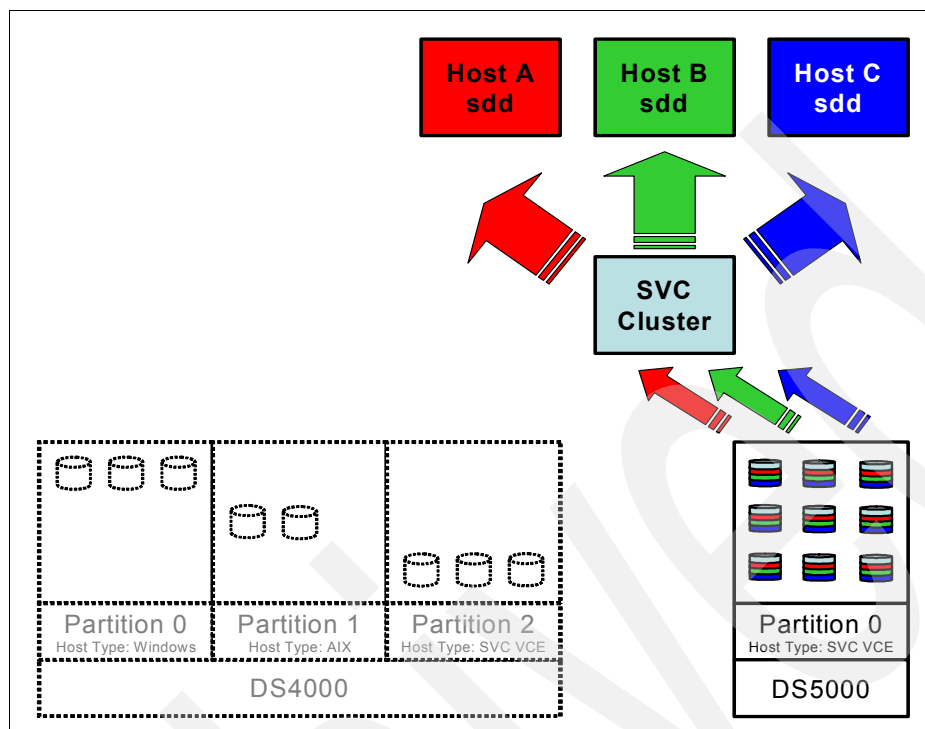 Host A
sdd
Host B
sdd
Host C
sdd
SVC
Cluster
Partition 0
Host Type: Windows
Partition 1
Host Type: AIX
Partition 2
Host Type: SVC VCE
DS4000
Partition 0
Host Type: SVC VCE
DS5000